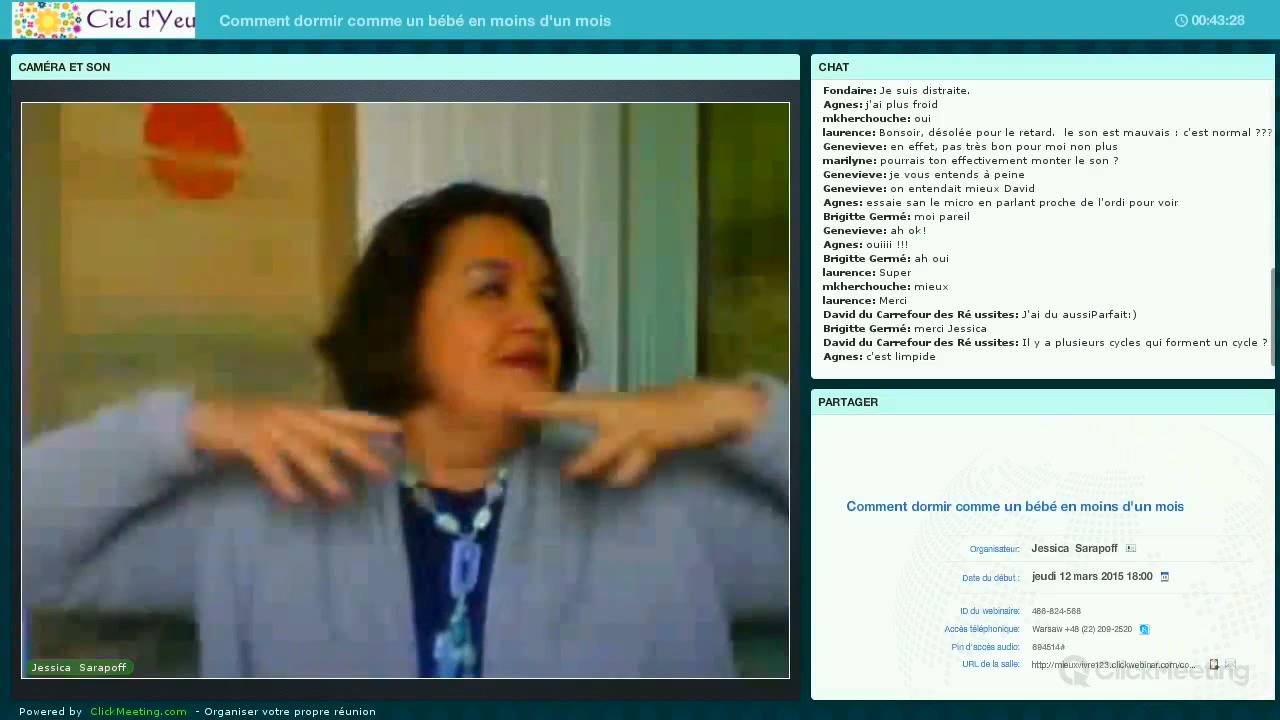 Ciel d'Yeu
Comment dormir comme un bébé en moins d'un mois
00:43:28
CAMÉRA ET SON
Jessica Sarapoff
CHAT
Fondaire: Je suis distraite.
Agnes: j'ai plus froid
mkherchouche: oui
laurence: Bonsoir, désolée pour le retard. le son est mauvais : c'est normal ???
Genevieve: en effet, pas très bon pour moi non plus
marilyne: pourrais ton effectivement monter le son ?
Genevieve: je vous entends à peine
Genevieve: on entendait mieux David
Agnes: essaie san le micro en parlant proche de l'ordi pour voir
Brigitte Germé: moi pareil
Genevieve: ah ok!
Agnes: ouiiii !!!
Brigitte Germé: ah oui
laurence: Super
mkherchouche: mieux
laurence: Merci
David du Carrefour des Ré ussites: J'ai du aussiParfait:)
Brigitte Germé: merci Jessica
David du Carrefour des Ré ussites: Il y a plusieurs cycles qui forment un cycle ?
Agnes: c'est limpide
PARTAGER
Comment dormir comme un bébé en moins d'un mois
Organisateur: Jessica Sarapoff
Date du début : jeudi 12 mars 2015 18:00
ID du webinaire: 466-824-568
Accès téléphonique: Warsaw +48 (22) 209-2520
Pin d'accès audio: 694514#
URL de la salle: http://mieuxvivre123.clickwebinar.com/co...
ClickMeeting
Powered by ClickMeeting.com - Organiser votre propre réunion